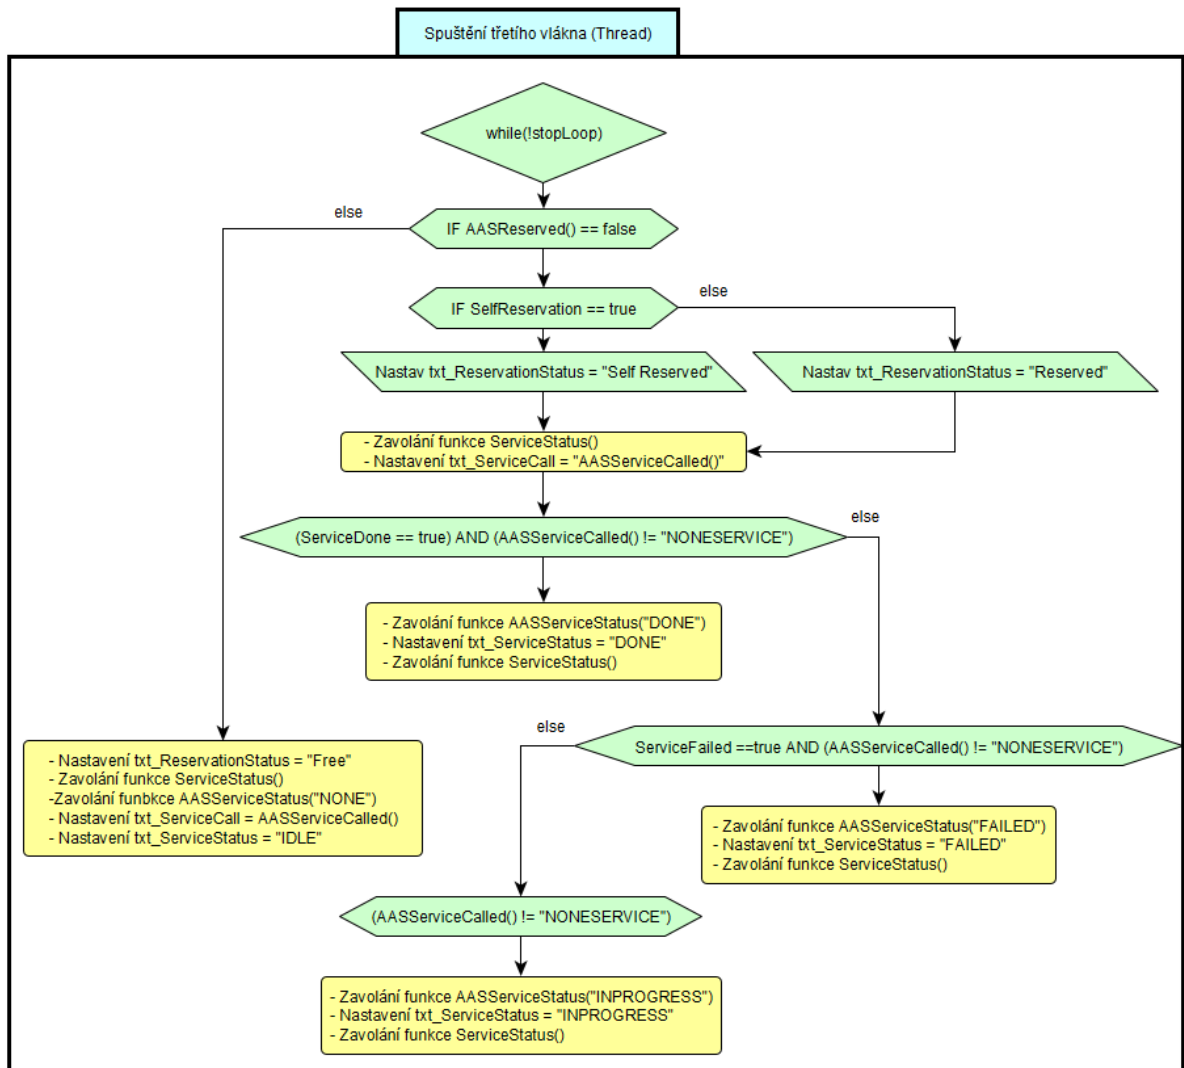 Spuštění třetího vlákna (Thread)
while(!stopLoop)
else
IF AASReserved() == false
IF SelfReservation == true
else
Nastav txt_ReservationStatus = "Self Reserved"
Nastav txt_ReservationStatus = "Reserved"
- Zavolání funkce ServiceStatus()
- Nastavení txt_ServiceCall = "AASServiceCalled()"
(ServiceDone == true) AND (AASServiceCalled() != "NONESERVICE")
else
- Zavolání funkce AASServiceStatus("DONE")
- Nastavení txt_ServiceStatus = "DONE"
- Zavolání funkce ServiceStatus()
else
ServiceFailed ==true AND (AASServiceCalled() != "NONESERVICE")
- Nastavení txt_ReservationStatus = "Free"
- Zavolání funkce ServiceStatus()
-Zavolání funbkce AASServiceStatus("NONE")
- Nastavení txt_ServiceCall = AASServiceCalled()
- Nastavení txt_ServiceStatus = "IDLE"
- Zavolání funkce AASServiceStatus("FAILED")
- Nastavení txt_ServiceStatus = "FAILED"
- Zavolání funkce ServiceStatus()
(AASServiceCalled() != "NONESERVICE")
- Zavolání funkce AASServiceStatus("INPROGRESS")
- Nastavení txt_ServiceStatus = "INPROGRESS"
- Zavolání funkce ServiceStatus()